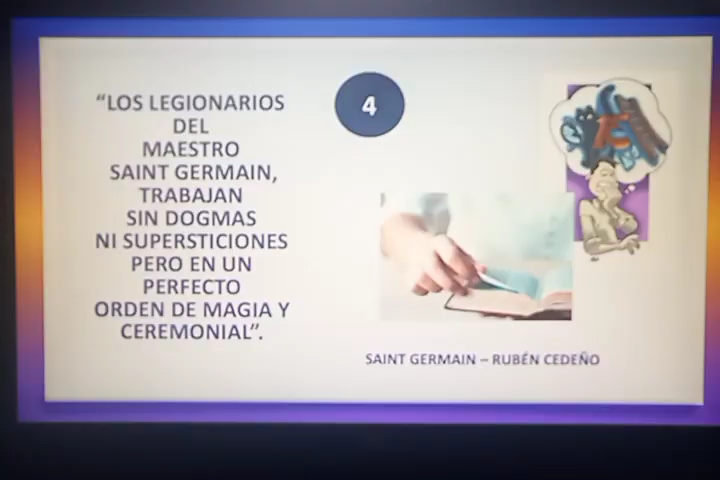 “LOS LEGIONARIOS
DEL
MAESTRO
SAINT GERMAIN,
TRABAJAN
SIN DOGMAS
NI SUPERSTICIONES
PERO EN UN
PERFECTO
ORDEN DE MAGIA Y
CEREMONIAL”.
4
SAINT GERMAIN – RUBÉN CEDEÑO